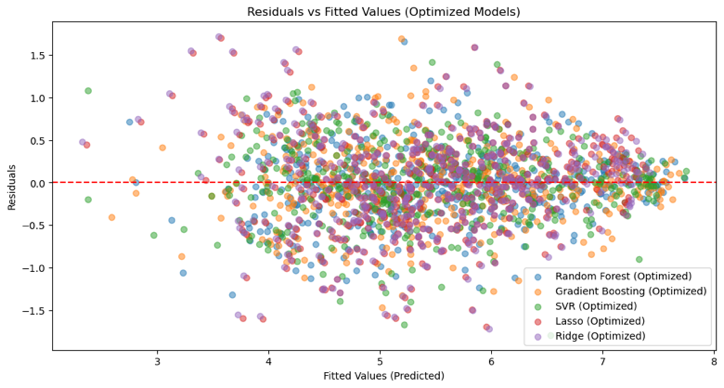 Residuals vs Fitted Values (Optimized Models)
1.5
1.0
0.5
0.0
−0.5
−1.0
−1.5
Residuals
Random Forest (Optimized)
Gradient Boosting (Optimized)
SVR (Optimized)
Lasso (Optimized)
Ridge (Optimized)
3
4
5
6
7
8
Fitted Values (Predicted)